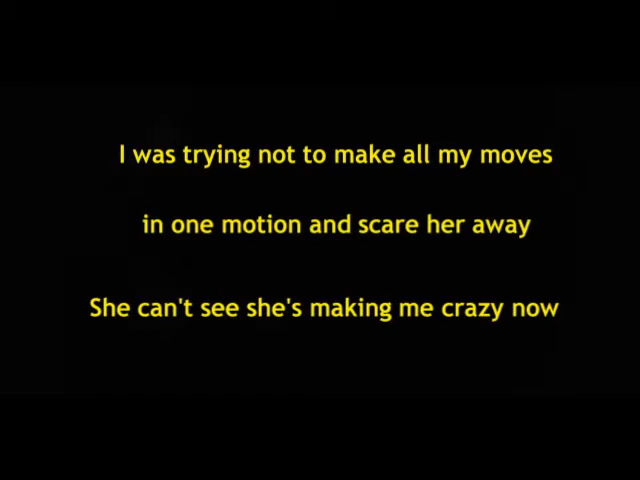 I was trying not to make all my moves
in one motion and scare her away
She can't see she's making me crazy now